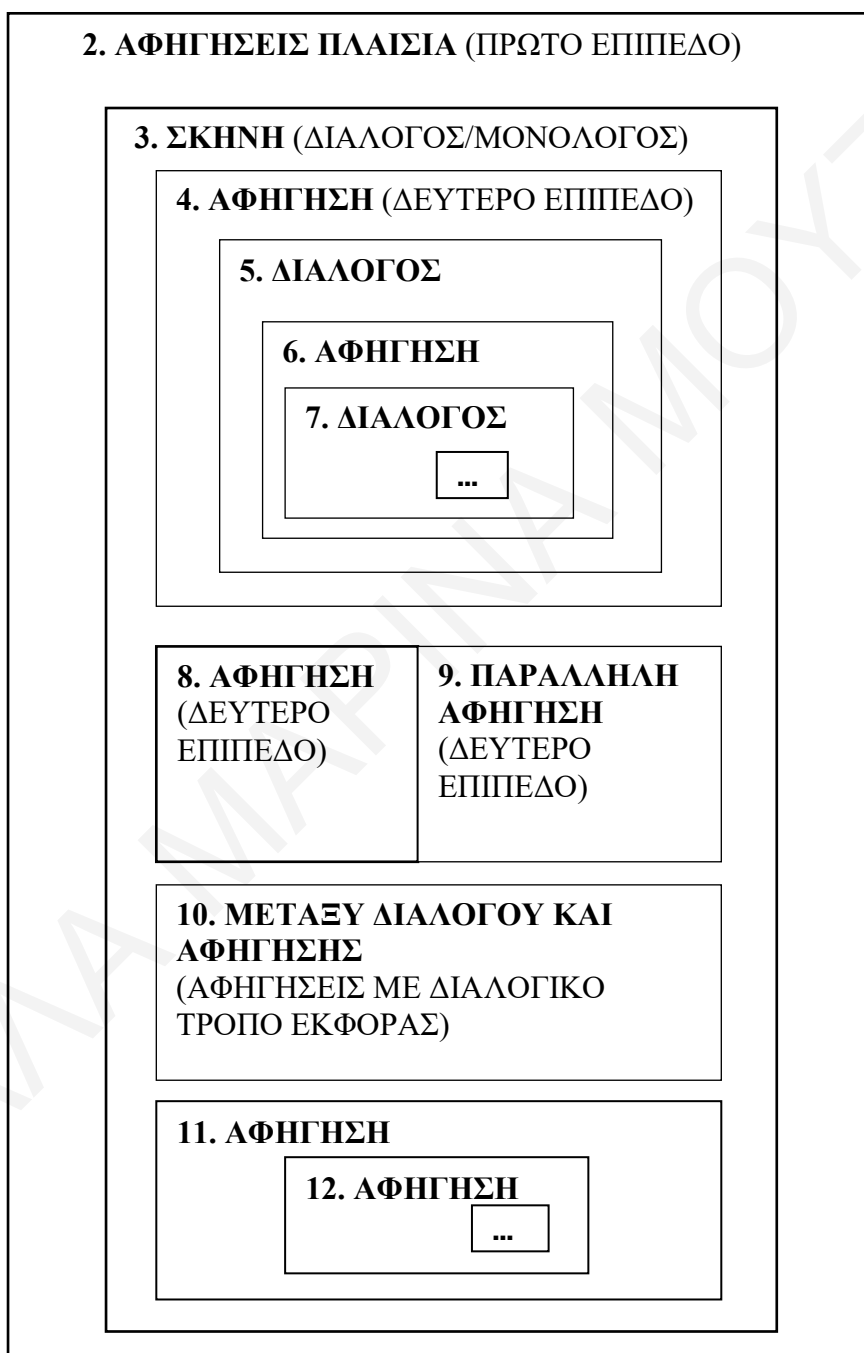 2. ΑΦΗΓΗΣΕΙΣ ΠΛΑΙΣΙΑ (ΠΡΩΤΟ ΕΠΙΠΕΔΟ)
3. ΣΚΗΝΗ (ΔΙΑΛΟΓΟΣ/ΜΟΝΟΛΟΓΟΣ)
4. ΑΦΗΓΗΣΗ (ΔΕΥΤΕΡΟ ΕΠΙΠΕΔΟ)
5. ΔΙΑΛΟΓΟΣ
6. ΑΦΗΓΗΣΗ
7. ΔΙΑΛΟΓΟΣ
...
8. ΑΦΗΓΗΣΗ
(ΔΕΥΤΕΡΟ
ΕΠΙΠΕΔΟ)
9. ΠΑΡΑΛΛΗΛΗ
ΑΦΗΓΗΣΗ
(ΔΕΥΤΕΡΟ
ΕΠΙΠΕΔΟ)
10. ΜΕΤΑΞΥ ΔΙΑΛΟΓΟΥ ΚΑΙ
ΑΦΗΓΗΣΗΣ
(ΑΦΗΓΗΣΕΙΣ ΜΕ ΔΙΑΛΟΓΙΚΟ
ΤΡΟΠΟ ΕΚΦΟΡΑΣ)
11. ΑΦΗΓΗΣΗ
12. ΑΦΗΓΗΣΗ
...
ΜΑΡΙΝΑ